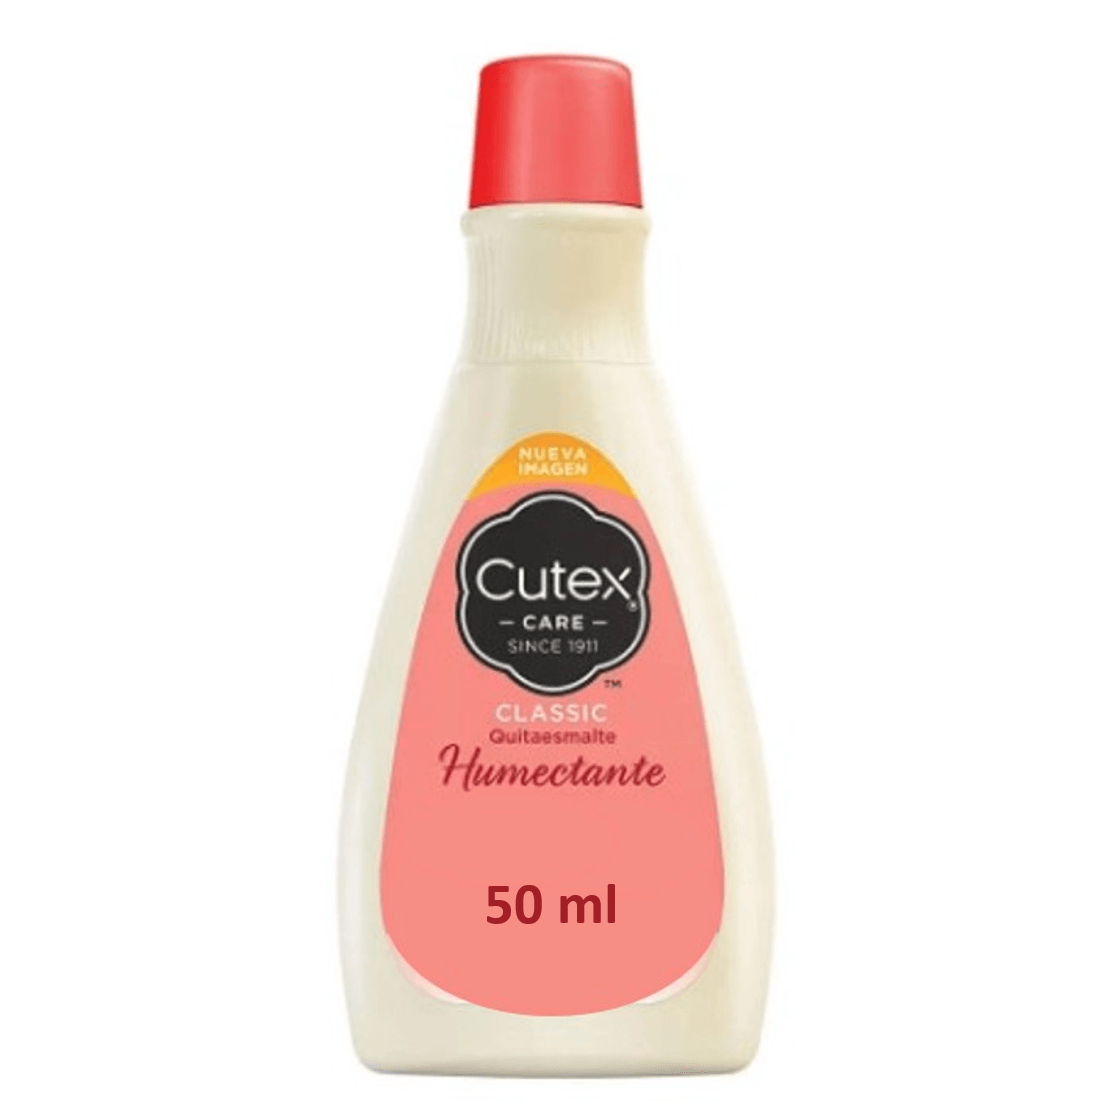 NUEVA
IMAGEN
Cutex®
– CARE –
SINCE 1911
™
CLASSIC
Quitaesmalte
Humectante
50 ml